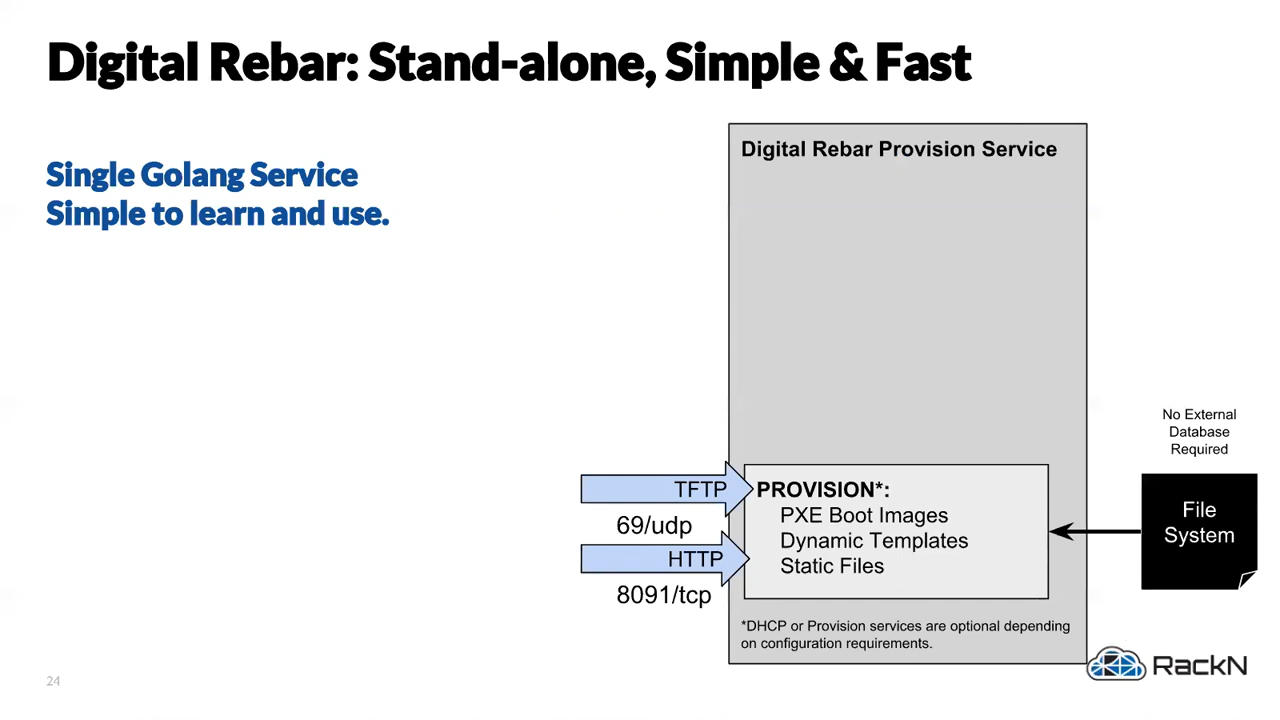 Digital Rebar: Stand-alone, Simple & Fast
Single Golang Service
Simple to learn and use.
Digital Rebar Provision Service
No External
Database
Required
File
System
TFTP
69/udp
HTTP
8091/tcp
PROVISION*:
PXE Boot Images
Dynamic Templates
Static Files
*DHCP or Provision services are optional depending
on configuration requirements.
24
RackN